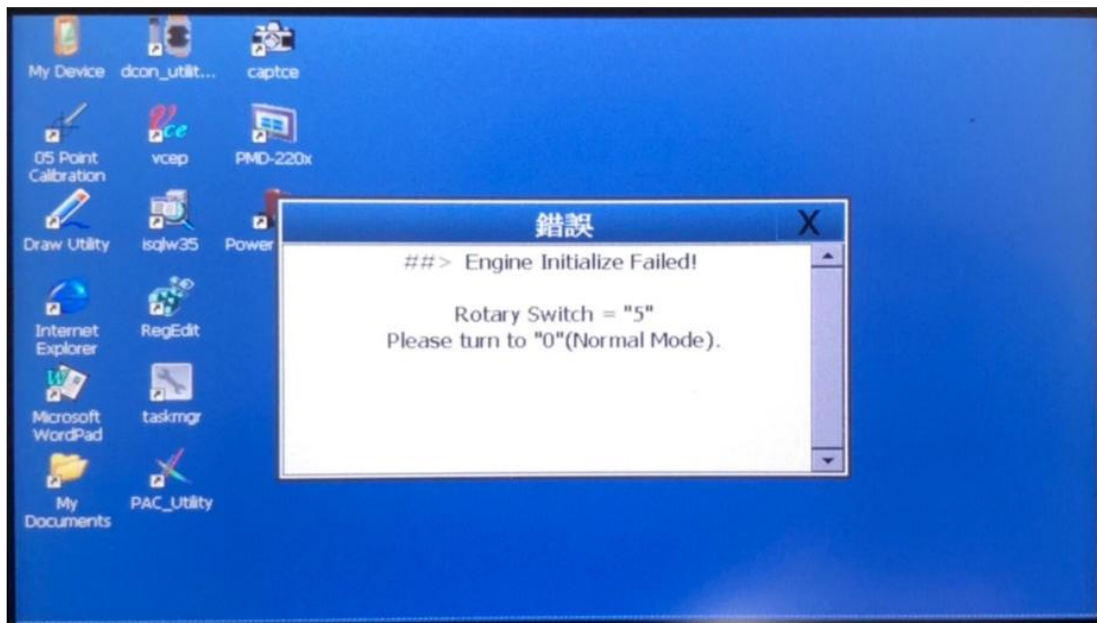 My Device
dcon_utilit...
captce
05 Point
Calibration
vcep
PMD-220x
Draw Utility
isqlw35
Power
Internet
Explorer
RegEdit
Microsoft
WordPad
taskmgr
My
Documents
PAC_Utility
錯誤
X
##> Engine Initialize Failed!
Rotary Switch = "5"
Please turn to "0"(Normal Mode).